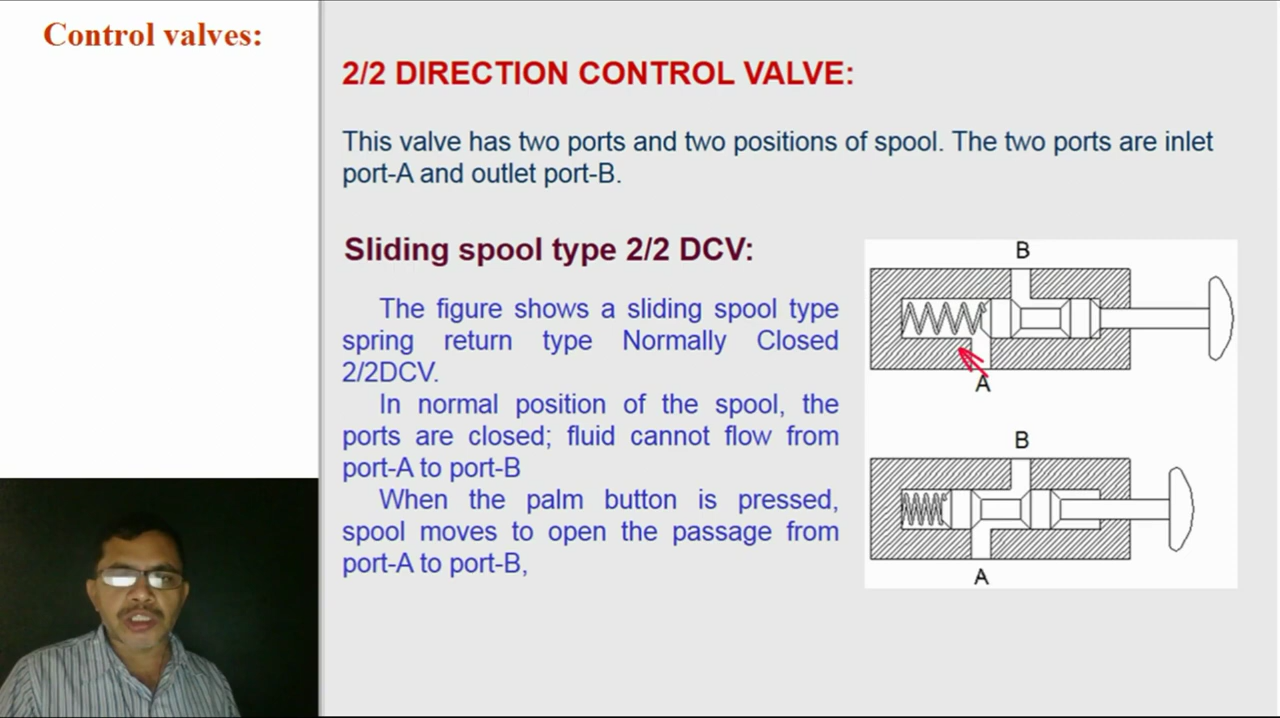 Control valves:
2/2 DIRECTION CONTROL VALVE:
This valve has two ports and two positions of spool. The two ports are inlet
port-A and outlet port-B.
Sliding spool type 2/2 DCV:
The figure shows a sliding spool type
spring return type Normally Closed
2/2DCV.
In normal position of the spool, the
ports are closed; fluid cannot flow from
port-A to port-B
When the palm button is pressed,
spool moves to open the passage from
port-A to port-B,
B
A
B
A